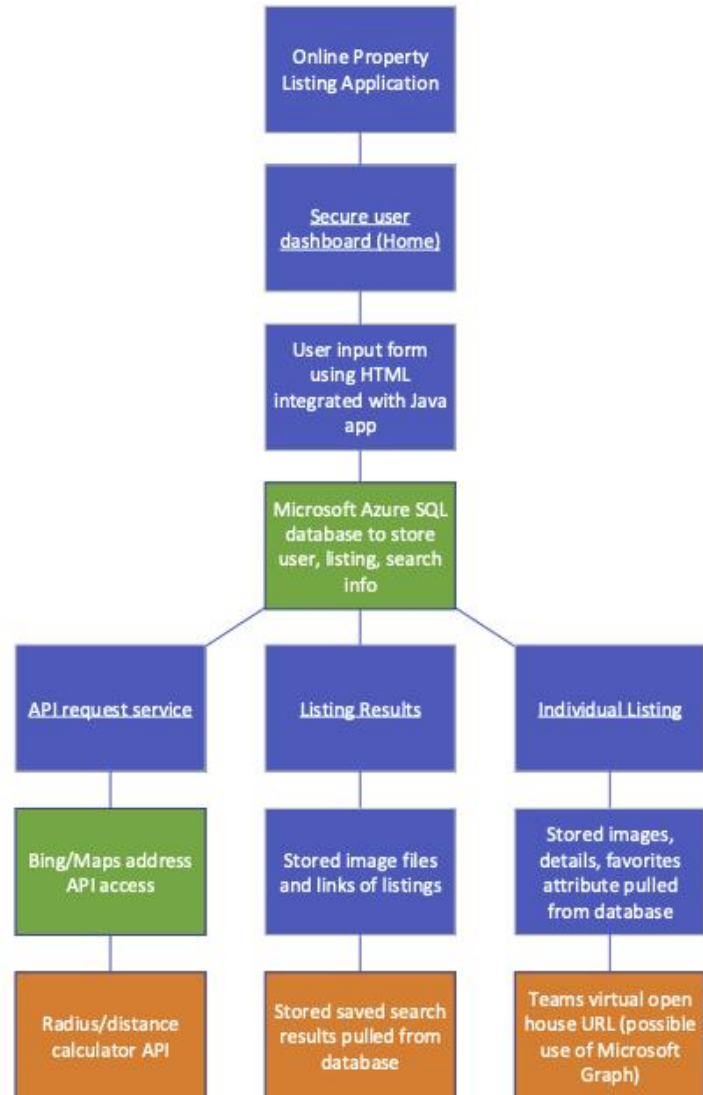 Online Property
Listing Application
Secure user
dashboard (Home)
User input form
using HTML
integrated with Java
app
Microsoft Azure SQL
database to store
user, listing, search
info
API request service
Listing Results
Individual Listing
Bing/Maps address
API access
Stored image files
and links of listings
Stored images,
details, favorites
attribute pulled
from database
Radius/distance
calculator API
Stored saved search
results pulled from
database
Teams virtual open
house URL (possible
use of Microsoft
Graph)